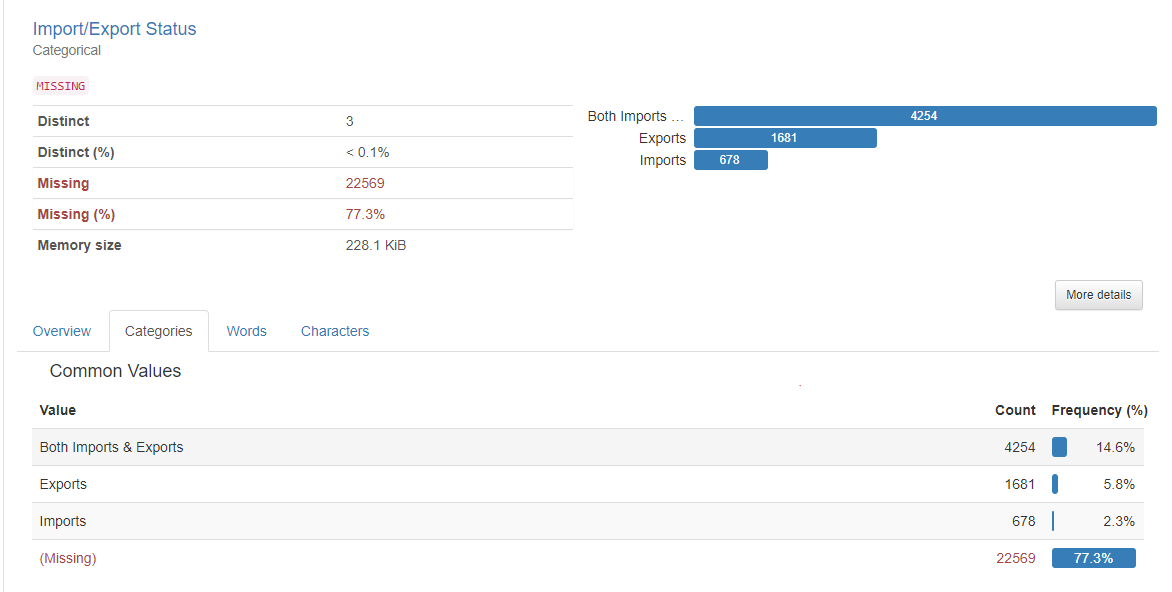 Import/Export Status
Categorical
MISSING
Distinct 3
Distinct (%) < 0.1%
Missing 22569
Missing (%) 77.3%
Memory size 228.1 KiB
Both Imports ... 4254
Exports 1681
Imports 678
More details
Overview Categories Words Characters
Common Values
Value Count Frequency (%)
Both Imports & Exports 4254 14.6%
Exports 1681 5.8%
Imports 678 2.3%
(Missing) 22569 77.3%